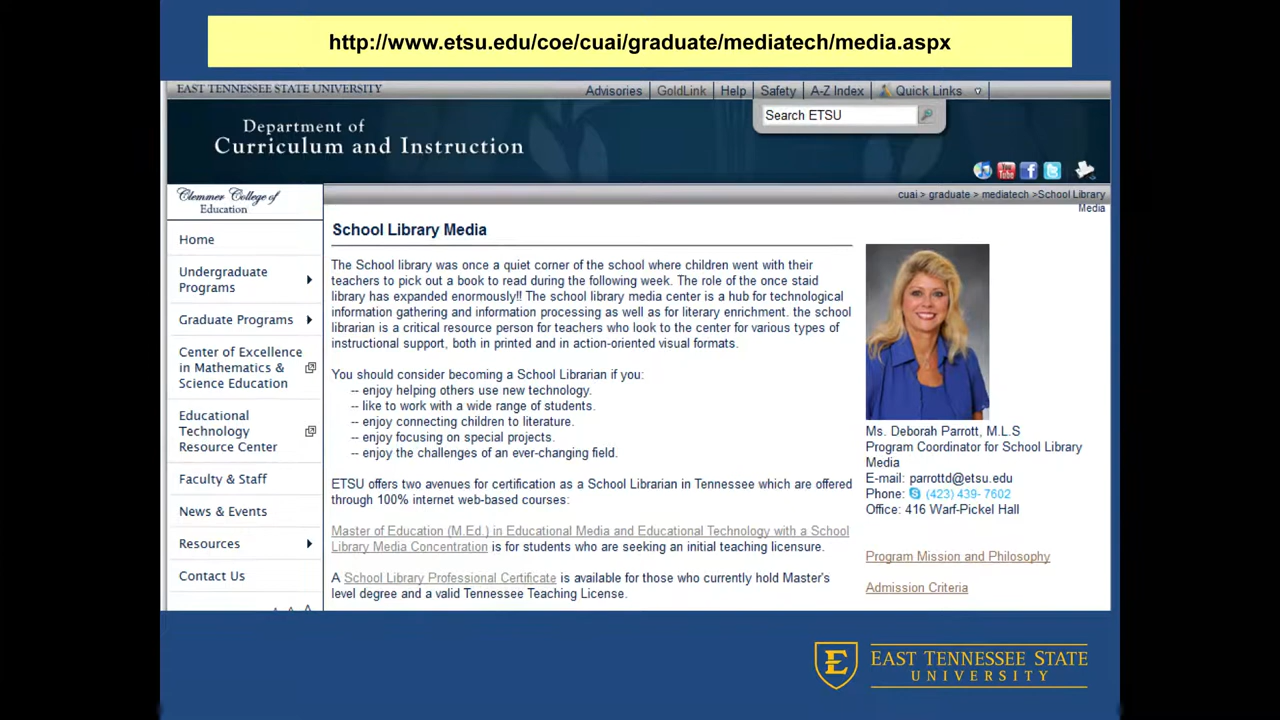 http://www.etsu.edu/coe/cuai/graduate/mediatech/media.aspx
EAST TENNESSEE STATE UNIVERSITY
Advisories
GoldLink
Help
Safety
A-Z Index
Quick Links
Search ETSU
Department of
Curriculum and Instruction
You Tube
Clemmer College of
Education
cuai > graduate > mediatech >School Library
Media
Home
Undergraduate
Programs
Graduate Programs
Center of Excellence
in Mathematics &
Science Education
Educational
Technology
Resource Center
Faculty & Staff
News & Events
Resources
Contact Us
School Library Media
The School library was once a quiet corner of the school where children went with their
teachers to pick out a book to read during the following week. The role of the once staid
library has expanded enormously!! The school library media center is a hub for technological
information gathering and information processing as well as for literary enrichment. the school
librarian is a critical resource person for teachers who look to the center for various types of
instructional support, both in printed and in action-oriented visual formats.
You should consider becoming a School Librarian if you:
-- enjoy helping others use new technology.
-- like to work with a wide range of students.
-- enjoy connecting children to literature.
-- enjoy focusing on special projects.
-- enjoy the challenges of an ever-changing field.
ETSU offers two avenues for certification as a School Librarian in Tennessee which are offered
through 100% internet web-based courses:
Master of Education (M.Ed.) in Educational Media and Educational Technology with a School
Library Media Concentration is for students who are seeking an initial teaching licensure.
A School Library Professional Certificate is available for those who currently hold Master's
level degree and a valid Tennessee Teaching License.
Ms. Deborah Parrott, M.L.S
Program Coordinator for School Library
Media
E-mail: parrottd@etsu.edu
Phone: (423) 439- 7602
Office: 416 Warf-Pickel Hall
Program Mission and Philosophy
Admission Criteria
E
EAST TENNESSEE STATE
UNIVERSITY